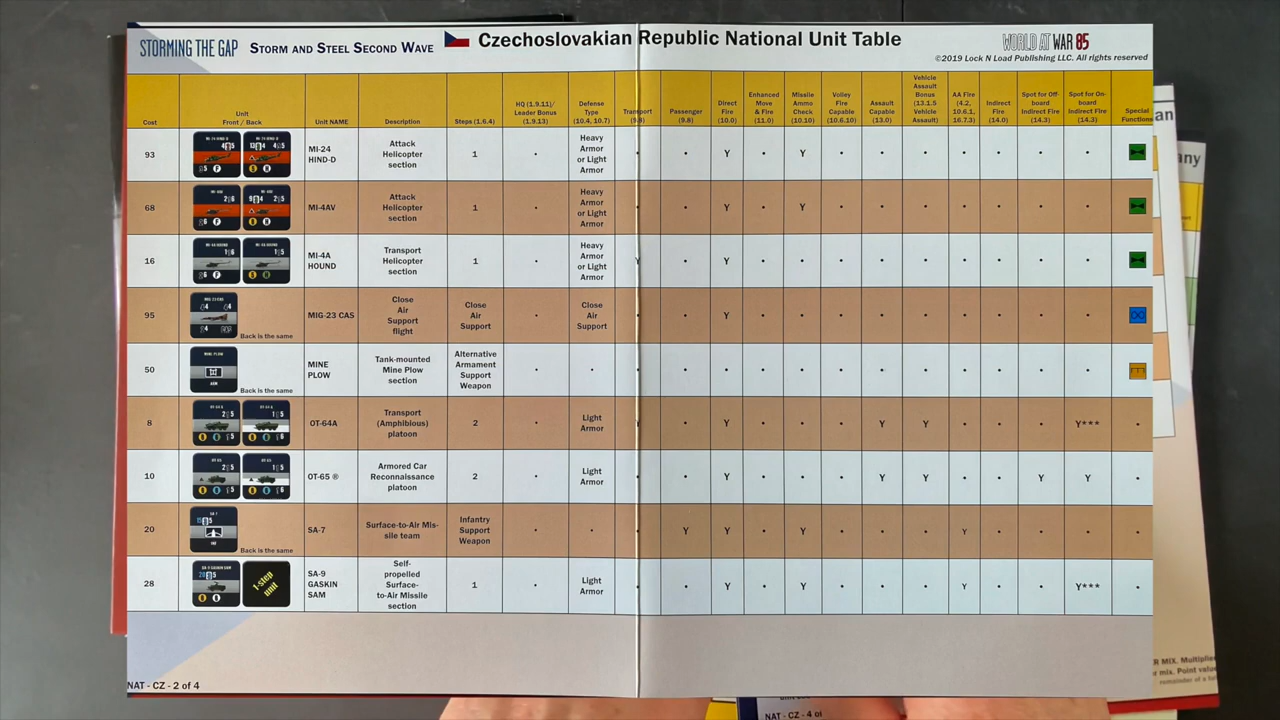 STORMING THE GAP STORM AND STEEL SECOND WAVE Czechoslovakian Republic National Unit Table WORLD AT WAR 85
©2019 Lock N Load Publishing LLC. All rights reserved
Cost Unit Front / Back Unit NAME Description Steps (1.6.4) HQ (1.9.11)/ Leader Bonus (1.9.13) Defense Type (10.4, 10.7) Transport (9.8) Passenger (9.8) Direct Fire (10.0) Enhanced Move & Fire (11.0) Missile Ammo Check (10.10) Volley Fire Capable (10.6.10) Assault Capable (13.0) Vehicle Assault Bonus (13.1.5 Vehicle Assault) AA Fire (4.2, 10.6.1, 16.7.3) Indirect Fire (14.0) Spot for Off-board Indirect Fire (14.3) Spot for On-board Indirect Fire (14.3) Special Functions
93 MI-24 HIND-D Attack Helicopter section 1 • Heavy Armor or Light Armor • • Y • Y • • • • • • •
68 MI-4AV Attack Helicopter section 1 • Heavy Armor or Light Armor • • Y • Y • • • • • • •
16 MI-4A HOUND Transport Helicopter section 1 • Heavy Armor or Light Armor Y • Y • • • • • • • • •
95 MIG-23 CAS Close Air Support flight Close Air Support • Close Air Support • • Y • • • • • • • • •
Back is the same
50 MINE PLOW Tank-mounted Mine Plow section Alternative Armament Support Weapon • • • • • • • • • • • • • •
Back is the same
8 OT-64A Transport (Amphibious) platoon 2 • Light Armor Y • Y • • • Y Y • • • Y*** •
10 OT-65 ® Armored Car Reconnaissance platoon 2 • Light Armor • • Y • • • Y Y • • Y Y •
20 SA-7 Surface-to-Air Mis-sile team Infantry Support Weapon • • • Y Y • Y • • • Y • • • •
Back is the same
28 1-step unit SA-9 GASKIN SAM Self-propelled Surface-to-Air Missile section 1 • Light Armor • • Y • Y • • • Y • • Y*** •
NAT - CZ - 2 of 4
NAT - CZ - 4 of